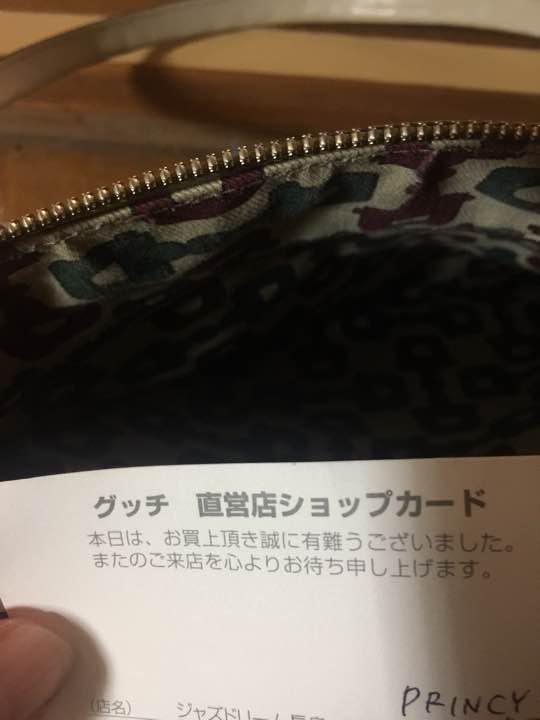 グッチ 直営店ショップカード
本日は、お買上頂き誠に有難うございました。
またのご来店を心よりお待ち申し上げます。
(店名) ジャズドリーム長島
PRINCY